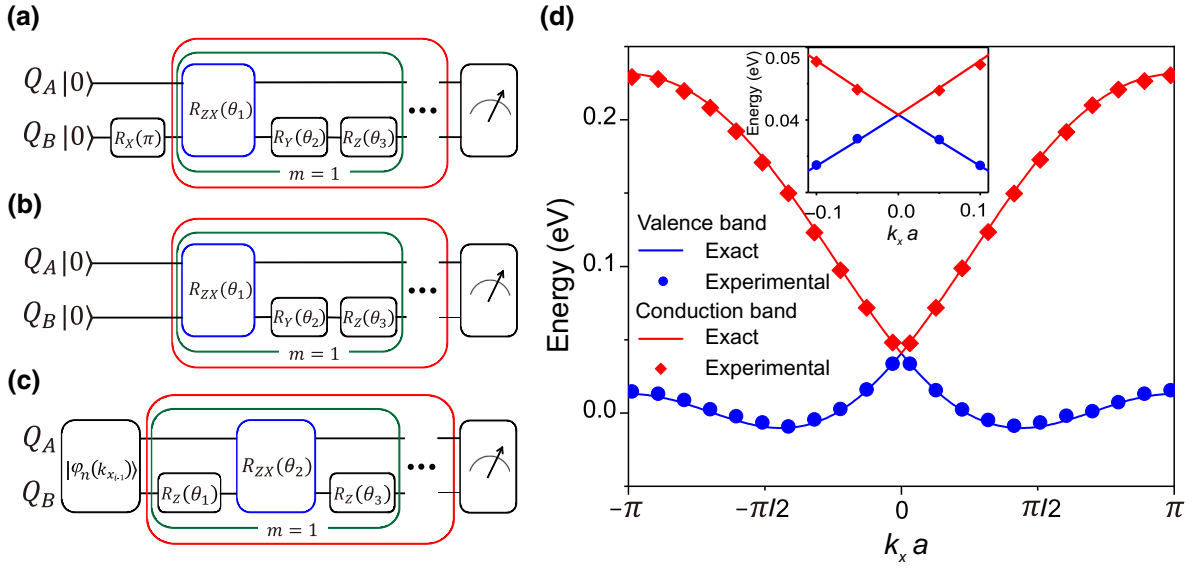 (a)
Q_A |0⟩
Q_B |0⟩
R_X(π)
R_ZX(θ_1)
R_Y(θ_2)
R_Z(θ_3)
m = 1
(b)
Q_A |0⟩
Q_B |0⟩
R_ZX(θ_1)
R_Y(θ_2)
R_Z(θ_3)
m = 1
(c)
Q_A
Q_B
|φ_n(k_{x_{i-1}})⟩
R_Z(θ_1)
R_ZX(θ_2)
R_Z(θ_3)
m = 1
(d)
Energy (eV)
0.2
0.1
0.0
−π
−π/2
0
π/2
π
k_x a
Valence band
Exact
Experimental
Conduction band
Exact
Experimental
Energy (eV)
0.05
0.04
−0.1
0.0
0.1
k_x a